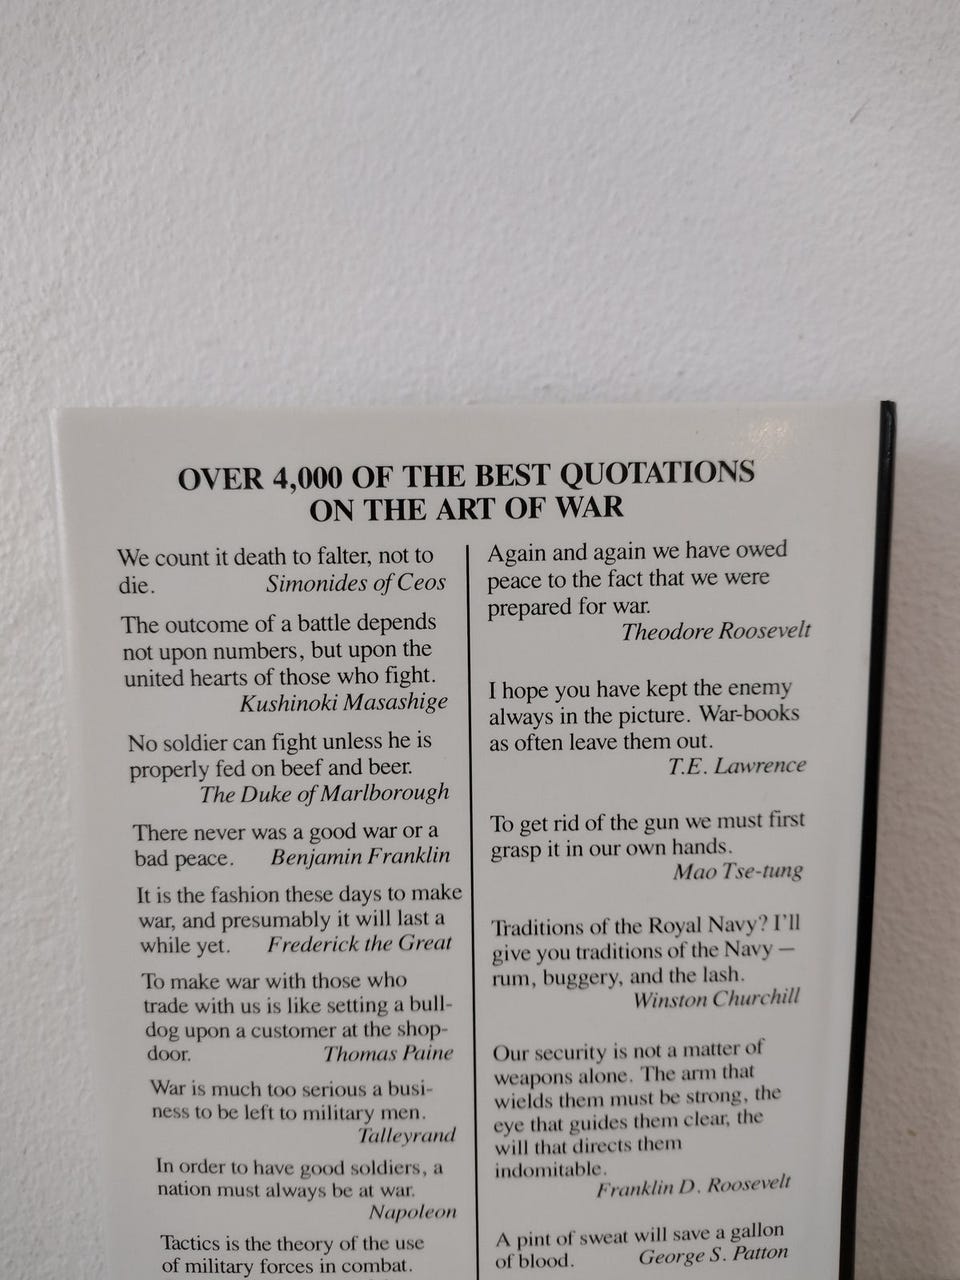 OVER 4,000 OF THE BEST QUOTATIONS
ON THE ART OF WAR
We count it death to falter, not to
die. Simonides of Ceos
The outcome of a battle depends
not upon numbers, but upon the
united hearts of those who fight.
Kushinoki Masashige
No soldier can fight unless he is
properly fed on beef and beer.
The Duke of Marlborough
There never was a good war or a
bad peace. Benjamin Franklin
It is the fashion these days to make
war, and presumably it will last a
while yet. Frederick the Great
To make war with those who
trade with us is like setting a bull-
dog upon a customer at the shop-
door. Thomas Paine
War is much too serious a busi-
ness to be left to military men.
Talleyrand
In order to have good soldiers, a
nation must always be at war.
Napoleon
Tactics is the theory of the use
of military forces in combat.
Again and again we have owed
peace to the fact that we were
prepared for war.
Theodore Roosevelt
I hope you have kept the enemy
always in the picture. War-books
as often leave them out.
T.E. Lawrence
To get rid of the gun we must first
grasp it in our own hands.
Mao Tse-tung
Traditions of the Royal Navy? I'll
give you traditions of the Navy —
rum, buggery, and the lash.
Winston Churchill
Our security is not a matter of
weapons alone. The arm that
wields them must be strong, the
eye that guides them clear, the
will that directs them
indomitable.
Franklin D. Roosevelt
A pint of sweat will save a gallon
of blood. George S. Patton